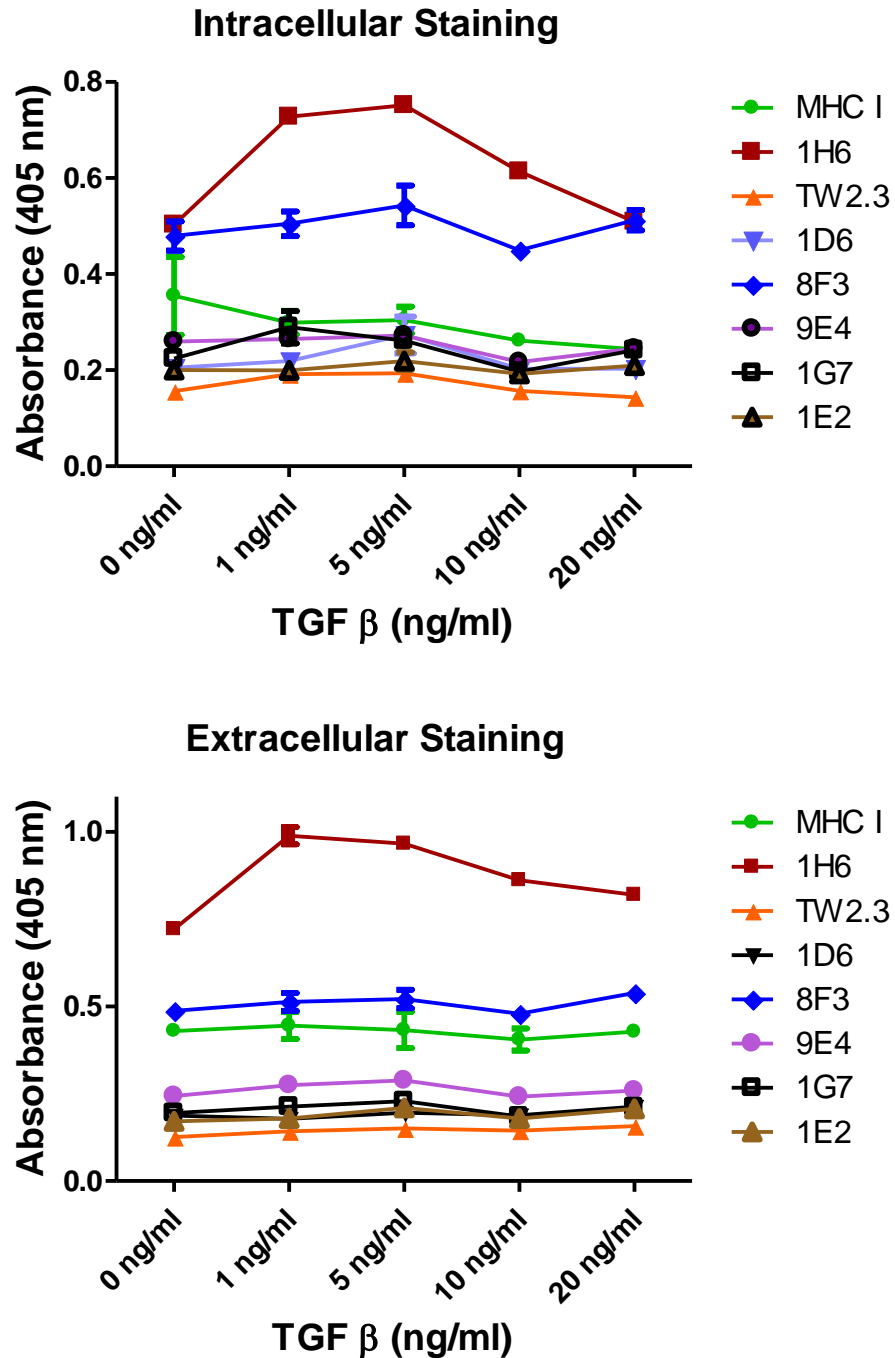 Intracellular Staining
Absorbance (405 nm)
0.8
0.6
0.4
0.2
0.0
0 ng/ml
1 ng/ml
5 ng/ml
10 ng/ml
20 ng/ml
TGF β (ng/ml)
MHC I
1H6
TW2.3
1D6
8F3
9E4
1G7
1E2
Extracellular Staining
Absorbance (405 nm)
1.0
0.5
0.0
0 ng/ml
1 ng/ml
5 ng/ml
10 ng/ml
20 ng/ml
TGF β (ng/ml)
MHC I
1H6
TW2.3
1D6
8F3
9E4
1G7
1E2